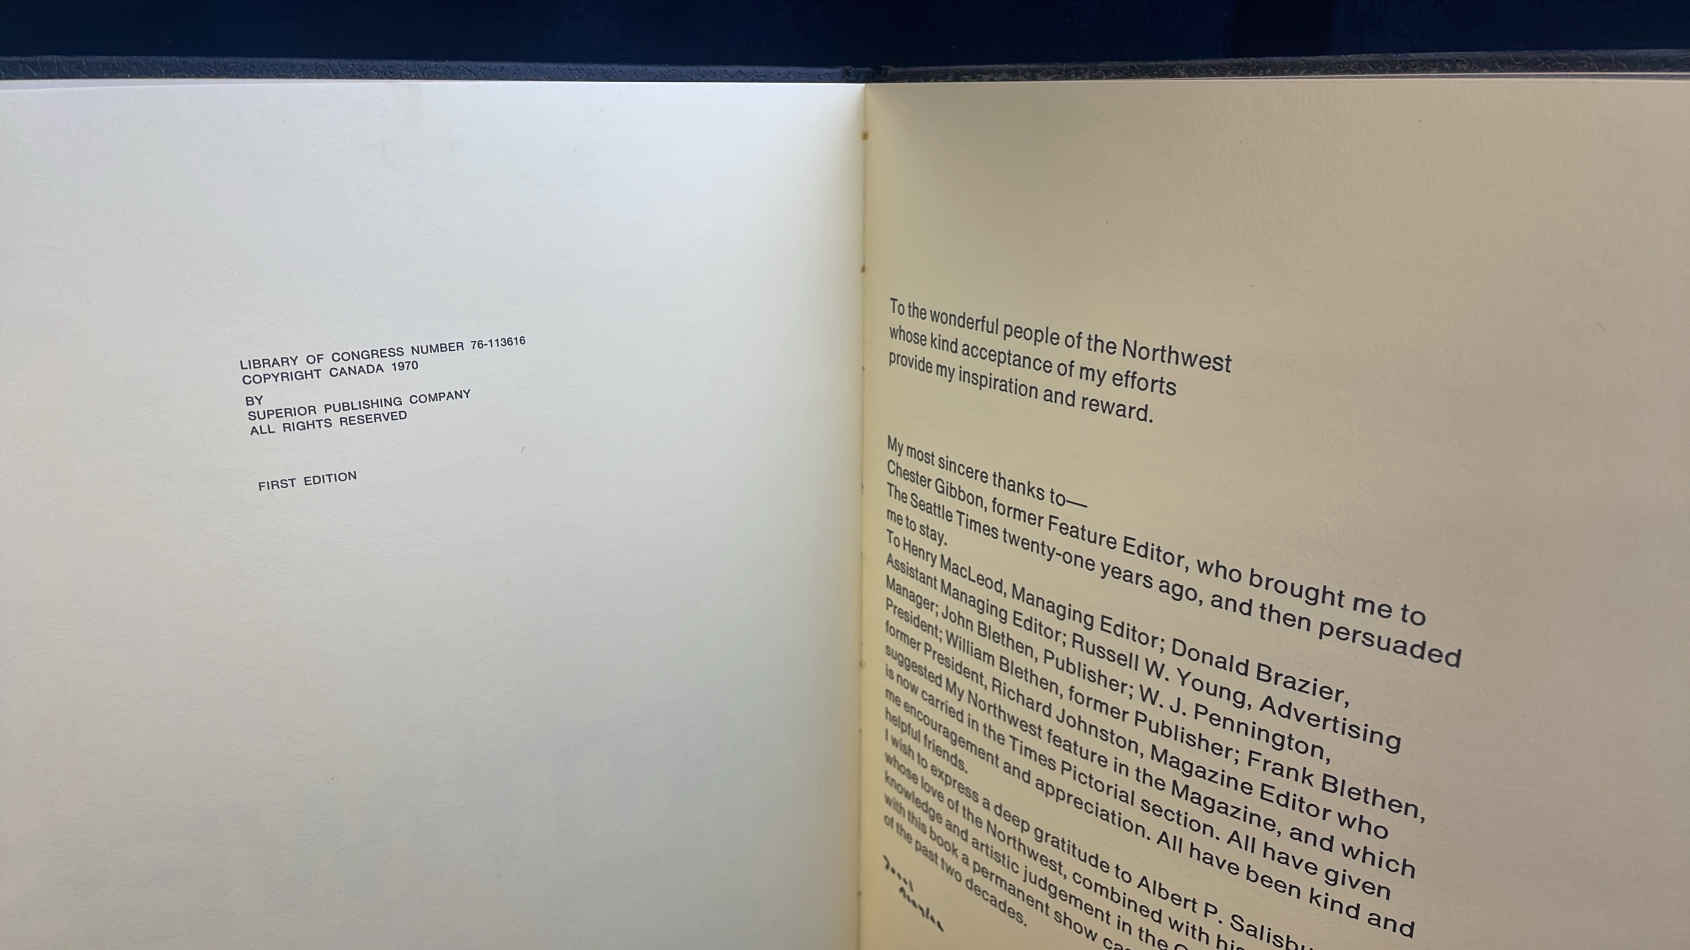 LIBRARY OF CONGRESS NUMBER 76-113616
COPYRIGHT CANADA 1970
BY
SUPERIOR PUBLISHING COMPANY
ALL RIGHTS RESERVED
FIRST EDITION
To the wonderful people of the Northwest
whose kind acceptance of my efforts
provide my inspiration and reward.
My most sincere thanks to—
Chester Gibbon, former Feature Editor, who brought me to
The Seattle Times twenty-one years ago, and then persuaded
me to stay.
To Henry MacLeod, Managing Editor; Donald Brazier,
Assistant Managing Editor; Russell W. Young, Advertising
Manager; John Blethen, Publisher; W. J. Pennington,
President; William Blethen, former Publisher; Frank Blethen,
former President, Richard Johnston, Magazine Editor who
suggested My Northwest feature in the Magazine, and which
is now carried in the Times Pictorial section. All have given
me encouragement and appreciation. All have been kind and
helpful friends.
I wish to express a deep gratitude to Albert P. Salisbu
whose love of the Northwest, combined with his
knowledge and artistic judgement in the
with this book a permanent show
of the past two decades.